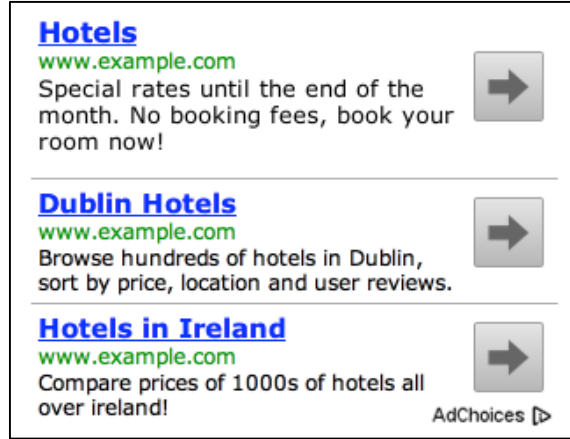 Hotels
www.example.com
Special rates until the end of the
month. No booking fees, book your
room now!
Dublin Hotels
www.example.com
Browse hundreds of hotels in Dublin,
sort by price, location and user reviews.
Hotels in Ireland
www.example.com
Compare prices of 1000s of hotels all
over ireland!
AdChoices